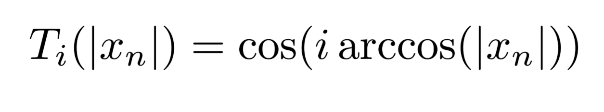 T_i(|x_n|) = cos(i arccos(|x_n|))